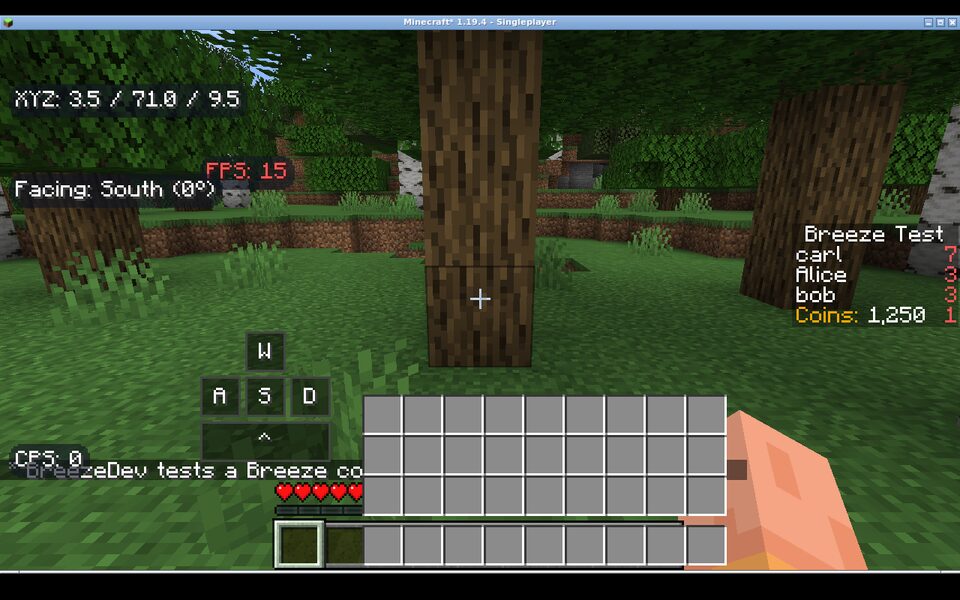 Minecraft* 1.19.4 - Singleplayer
XYZ: 3.5 / 71.0 / 9.5
FPS: 15
Facing: South (0°)
Breeze Test
carl 7
Alice 3
bob 3
Coins: 1,250 1
W
A S D
^
CPS: 0
BreezeDev tests a Breeze co